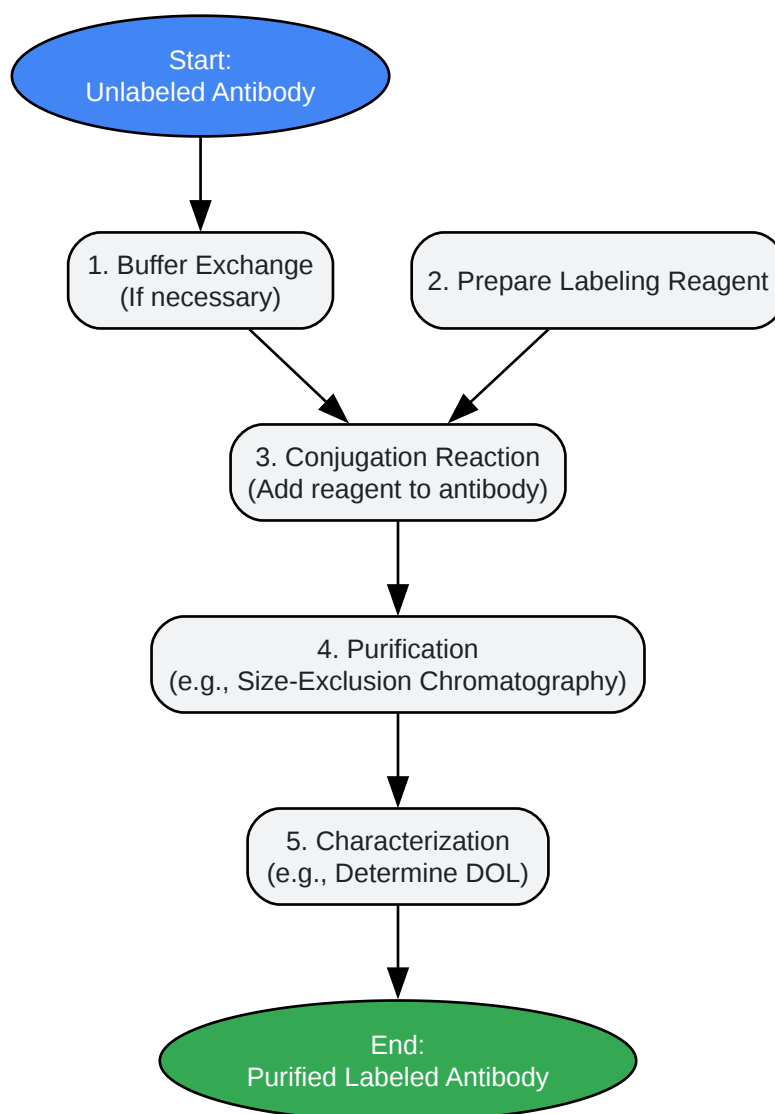 Start:
Unlabeled Antibody
1. Buffer Exchange
(If necessary)
2. Prepare Labeling Reagent
3. Conjugation Reaction
(Add reagent to antibody)
4. Purification
(e.g., Size-Exclusion Chromatography)
5. Characterization
(e.g., Determine DOL)
End:
Purified Labeled Antibody